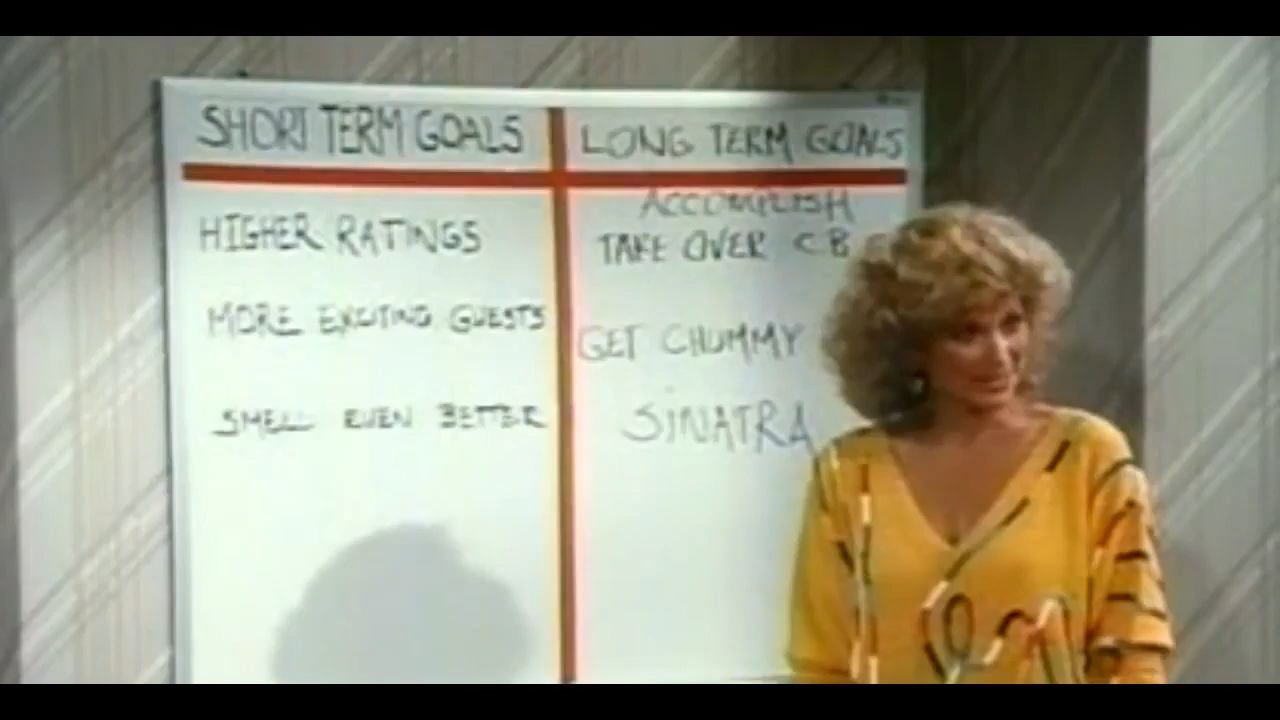 SHORT TERM GOALS
HIGHER RATINGS
MORE EXCITING GUESTS
SMELL EVEN BETTER
LONG TERM GOALS
ACCOMPLISH
TAKE OVER CB
GET CHUMMY
SINATRA